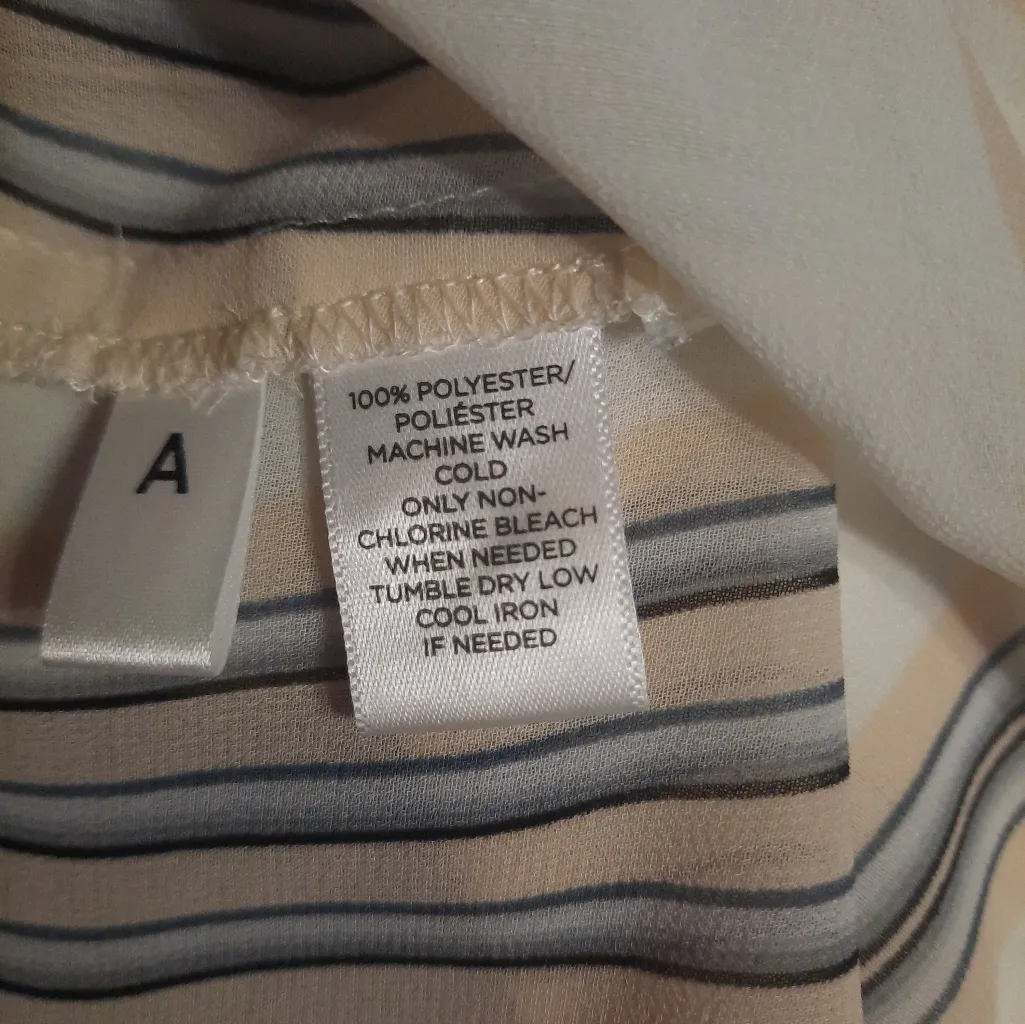 A
100% POLYESTER/
POLIÉSTER
MACHINE WASH
COLD
ONLY NON-
CHLORINE BLEACH
WHEN NEEDED
TUMBLE DRY LOW
COOL IRON
IF NEEDED